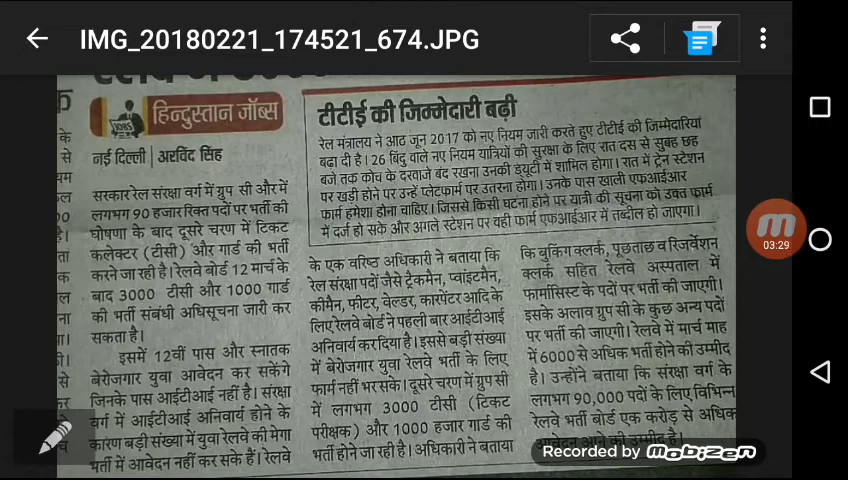 IMG_20180221_174521_674.JPG
JOBS
हिन्दुस्तान जॉब्स
नई दिल्ली | अरविंद सिंह
सरकार रेल संरक्षा वर्ग में ग्रुप सी और में
लगभग 90 हजार रिक्त पदों पर भर्ती की
घोषणा के बाद दूसरे चरण में टिकट
कलेक्टर (टीसी) और गार्ड की भर्ती
करने जा रही है। रेलवे बोर्ड 12 मार्च के
बाद 3000 टीसी और 1000 गार्ड
की भर्ती संबंधी अधिसूचना जारी कर
सकता है।
इसमें 12वीं पास और स्नातक
बेरोजगार युवा आवेदन कर सकेंगे
जिनके पास आईटीआई नहीं है। संरक्षा
वर्ग में आईटीआई अनिवार्य होने के
कारण बड़ी संख्या में युवा रेलवे की मेगा
भर्ती में आवेदन नहीं कर सके हैं। रेलवे
टीटीई की जिम्मेदारी बढ़ी
रेल मंत्रालय ने आठ जून 2017 को नए नियम जारी करते हुए टीटीई की जिम्मेदारियां
बढ़ा दी है। 26 बिंदु वाले नए नियम यात्रियों की सुरक्षा के लिए रात दस से सुबह छह
बजे तक कोच के दरवाजे बंद रखना उनकी ड्यूटी में शामिल होगा। रात में ट्रेन स्टेशन
पर खड़ी होने पर उन्हें प्लेटफार्म पर उतरना होगा। उनके पास खाली एफआईआर
फार्म हमेशा होना चाहिए। जिससे किसी घटना होने पर यात्री की सूचना को उक्त फार्म
में दर्ज हो सके और अगले स्टेशन पर यही फार्म एफआईआर में तब्दील हो जाएगा।
के एक वरिष्ठ अधिकारी ने बताया कि
रेल संरक्षा पदों जैसे ट्रैकमैन, प्वांइटमैन,
कीमैन, फीटर, वेल्डर, कारपेंटर आदि के
लिए रेलवे बोर्ड ने पहली बार आईटीआई
अनिवार्य कर दिया है। इससे बड़ी संख्या
में बेरोजगार युवा रेलवे भर्ती के लिए
फार्म नहीं भर सके। दूसरे चरण में ग्रुप सी
में लगभग 3000 टीसी (टिकट
परीक्षक) और 1000 हजार गार्ड की
भर्ती होने जा रही है। अधिकारी ने बताया
कि बुकिंग क्लर्क, पूछताछ व रिजर्वेशन
क्लर्क सहित रेलवे अस्पताल में
फार्मासिस्ट के पदों पर भर्ती की जाएगी।
इसके अलाव ग्रुप सी के कुछ अन्य पदों
पर भर्ती की जाएगी। रेलवे में मार्च माह
में 6000 से अधिक भर्ती होने की उम्मीद
है। उन्होंने बताया कि संरक्षा वर्ग के
लगभग 90,000 पदों के लिए विभिन्न
रेलवे भर्ती बोर्ड एक करोड़ से अधिक
आवेदन आने की उम्मीद है।
03:29
Recorded by mobizen